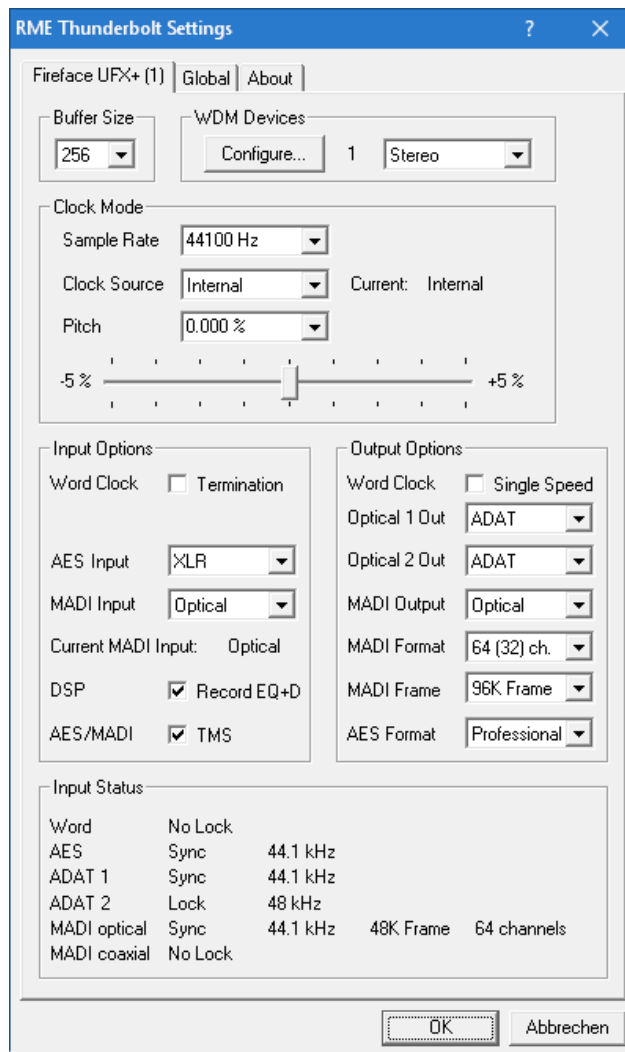 RME Thunderbolt Settings ? ×
Fireface UFX+ (1) Global About
Buffer Size WDM Devices
256 Configure... 1 Stereo
Clock Mode
Sample Rate 44100 Hz
Clock Source Internal Current: Internal
Pitch 0.000 %
-5 % +5 %
Input Options Output Options
Word Clock Termination Word Clock Single Speed
Optical 1 Out ADAT
AES Input XLR Optical 2 Out ADAT
MADI Input Optical MADI Output Optical
Current MADI Input: Optical MADI Format 64 (32) ch.
DSP Record EQ+D MADI Frame 96K Frame
AES/MADI TMS AES Format Professional
Input Status
Word No Lock
AES Sync 44.1 kHz
ADAT 1 Sync 44.1 kHz
ADAT 2 Lock 48 kHz
MADI optical Sync 44.1 kHz 48K Frame 64 channels
MADI coaxial No Lock
OK Abbrechen